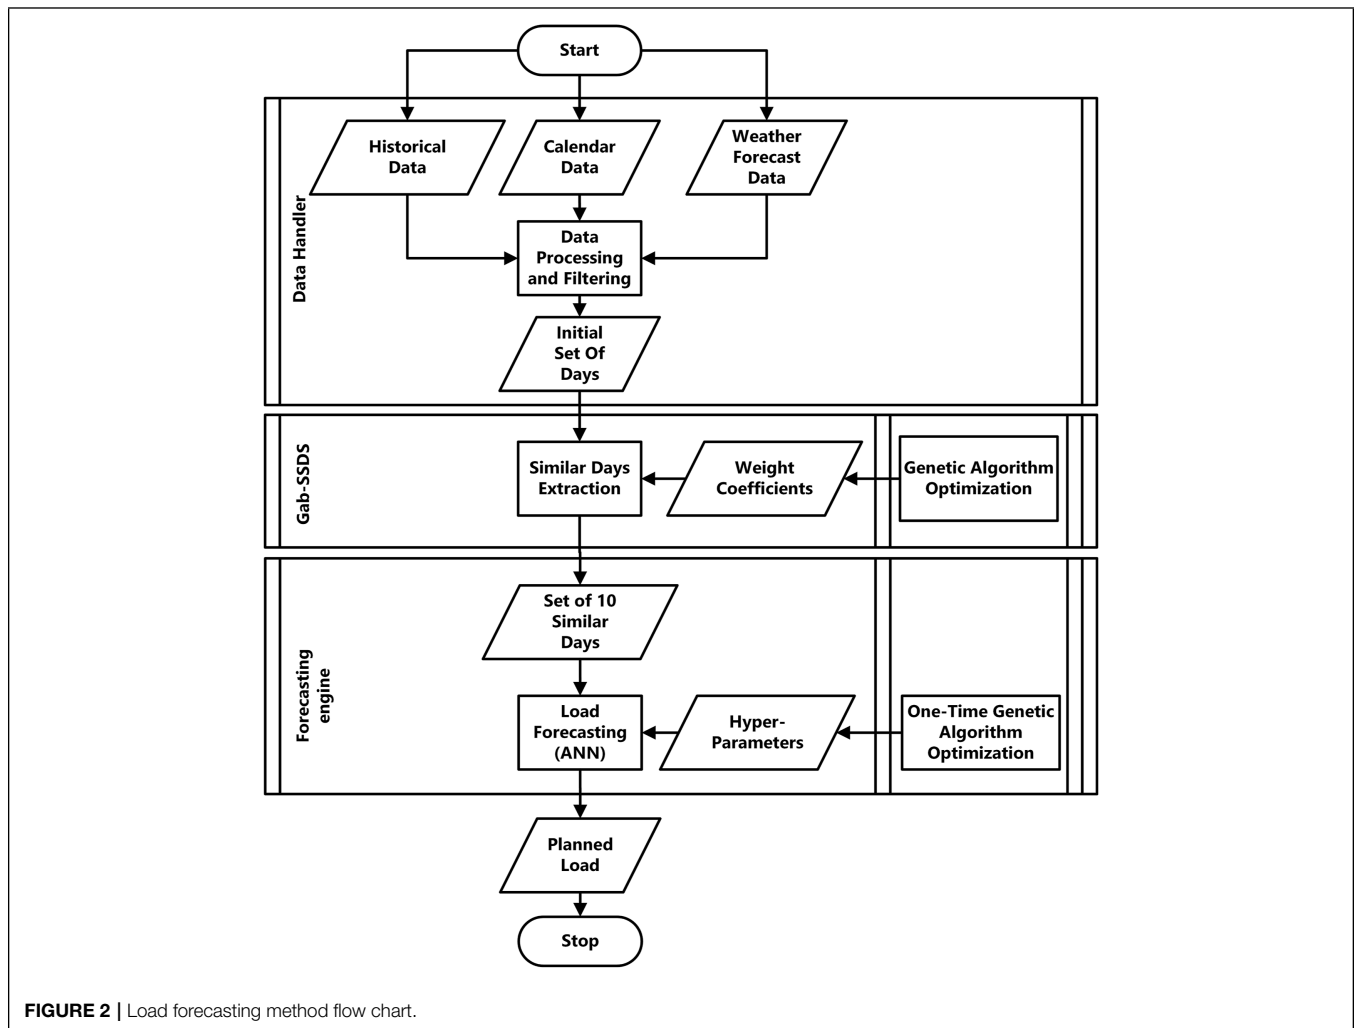 Start
Historical
Data
Calendar
Data
Weather
Forecast
Data
Data Handler
Data
Processing
and Filtering
Initial
Set Of
Days
Gab-SSDS
Similar Days
Extraction
Weight
Coefficients
Genetic Algorithm
Optimization
Forecasting
engine
Set of 10
Similar
Days
Load
Forecasting
(ANN)
Hyper-
Parameters
One-Time Genetic
Algorithm
Optimization
Planned
Load
Stop
FIGURE 2 | Load forecasting method flow chart.